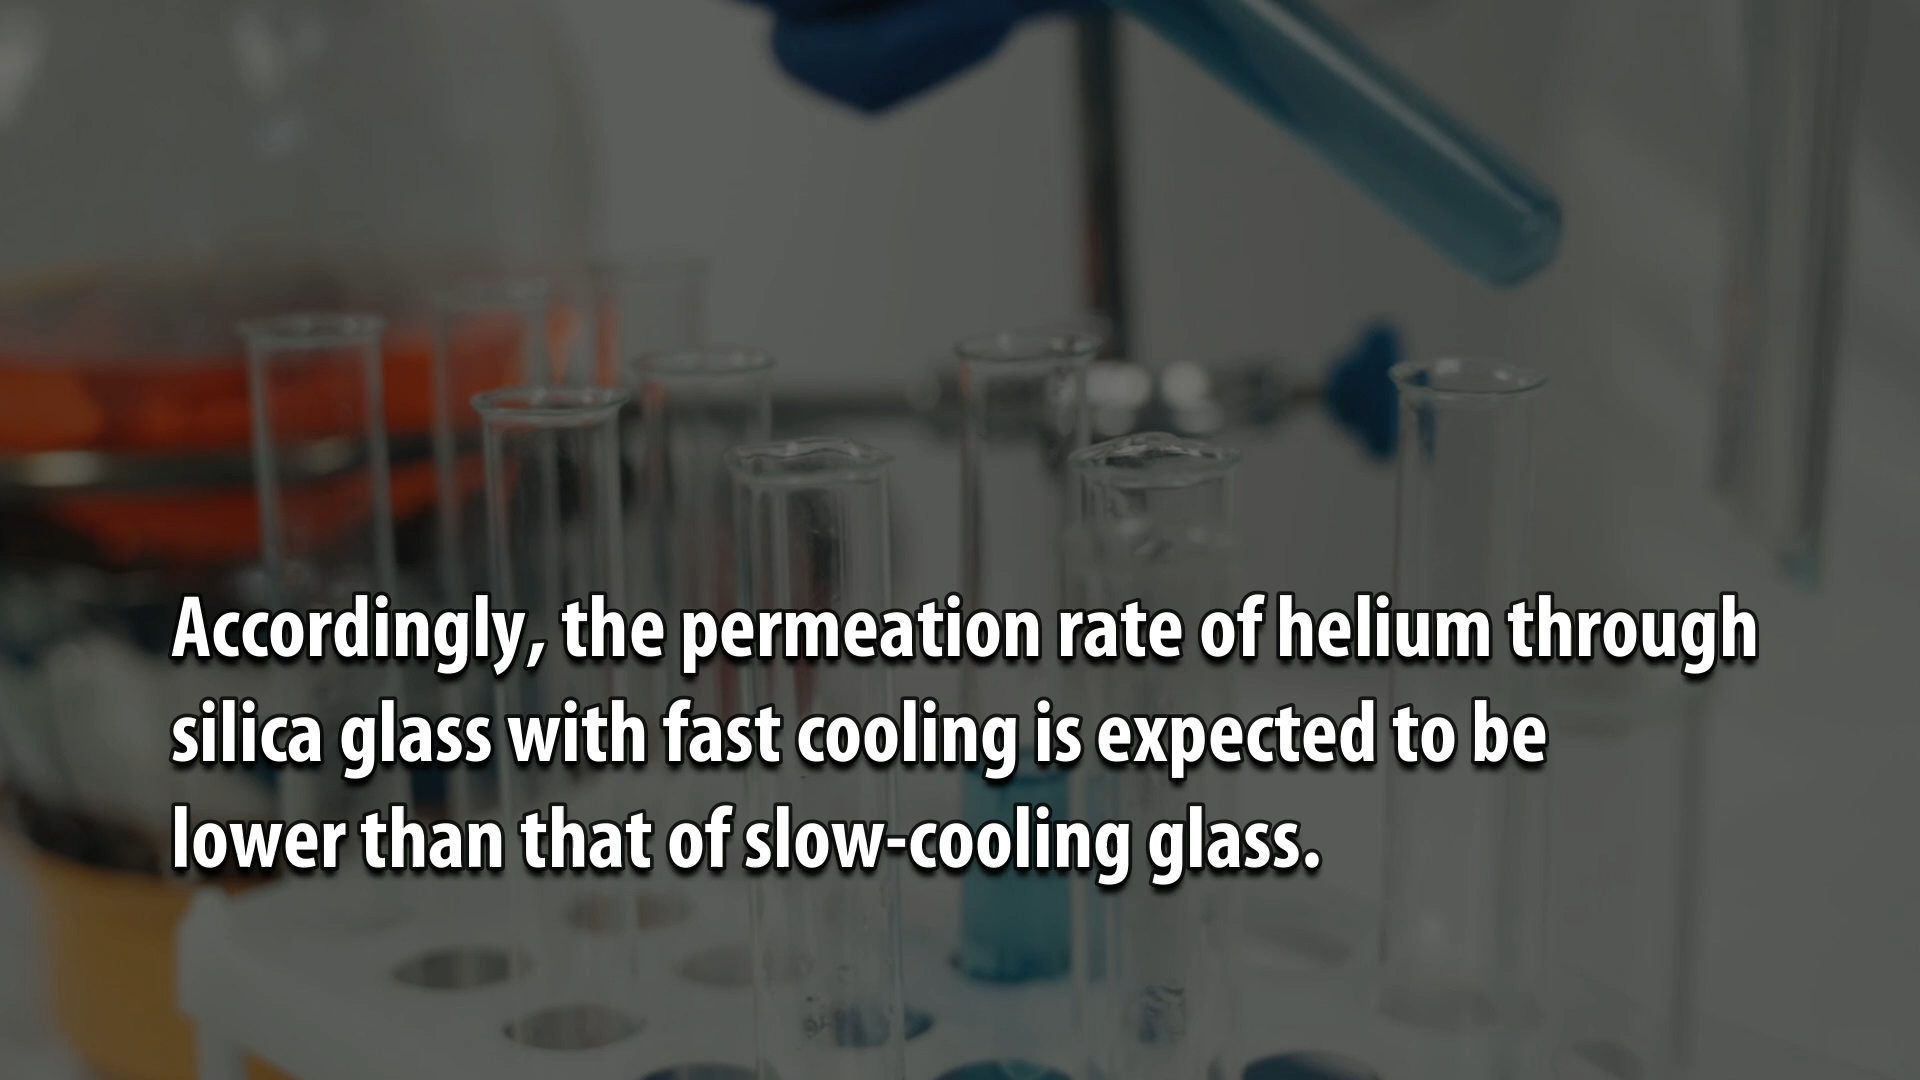 Accordingly, the permeation rate of helium through
silica glass with fast cooling is expected to be
lower than that of slow-cooling glass.